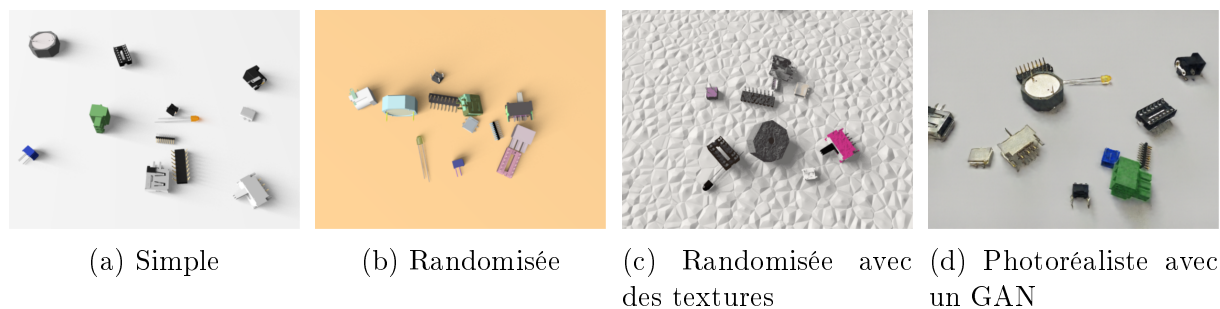 (a) Simple
(b) Randomisée
(c) Randomisée avec
des textures
(d) Photoréaliste avec
un GAN